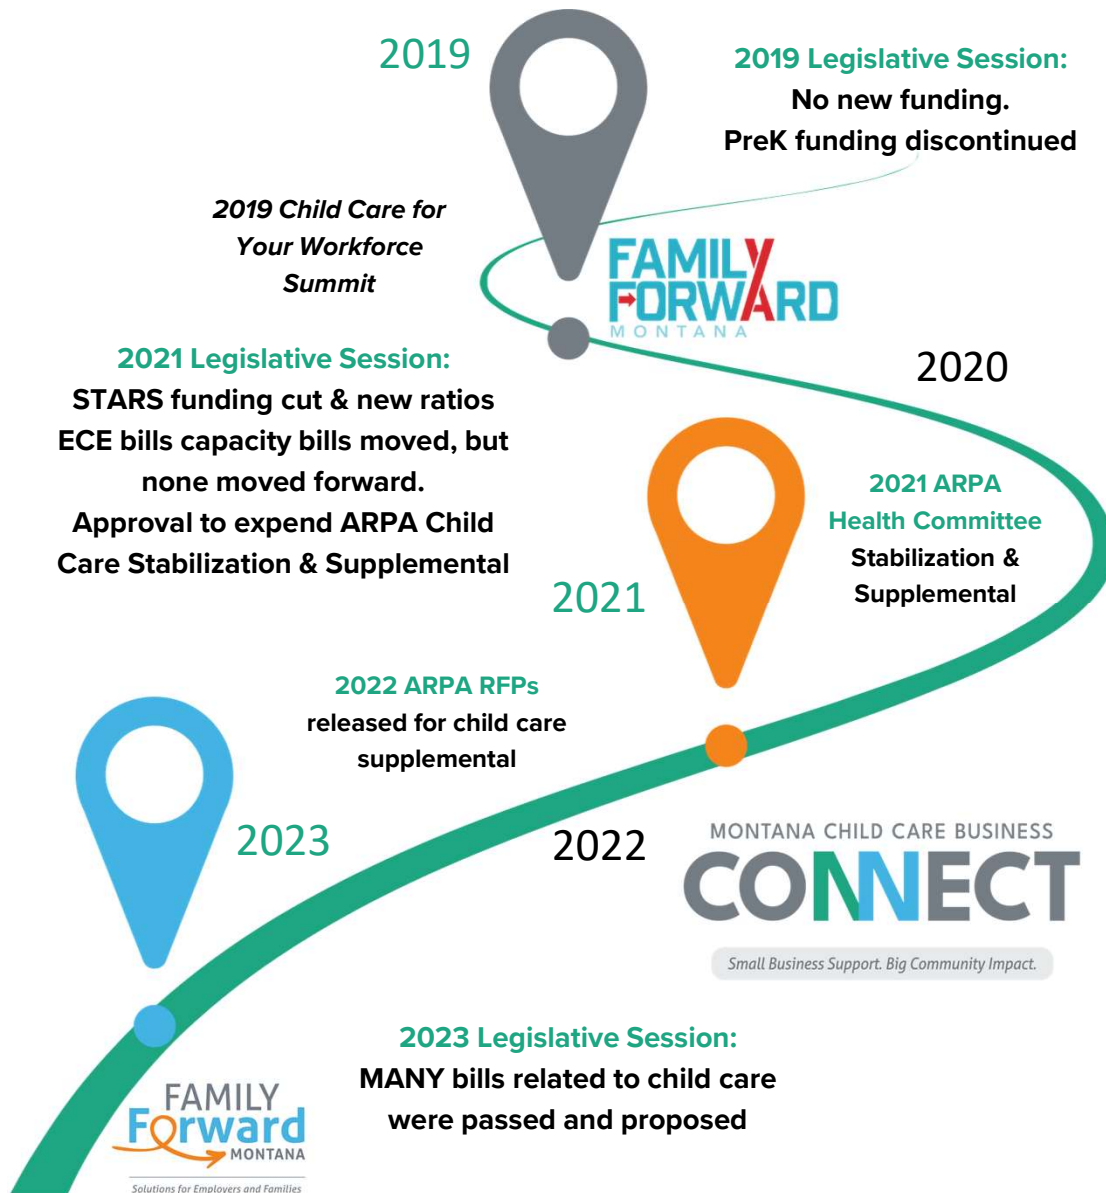 2019
2019 Legislative Session:
No new funding.
PreK funding discontinued
2019 Child Care for
Your Workforce
Summit
FAMILY
FORWARD
MONTANA
2020
2021 Legislative Session:
STARS funding cut & new ratios
ECE bills capacity bills moved, but
none moved forward.
Approval to expend ARPA Child
Care Stabilization & Supplemental
2021 ARPA
Health Committee
Stabilization &
Supplemental
2021
2022 ARPA RFPs
released for child care
supplemental
2023
2022
MONTANA CHILD CARE BUSINESS
CONNECT
Small Business Support. Big Community Impact.
2023 Legislative Session:
MANY bills related to child care
were passed and proposed
FAMILY
Forward
MONTANA
Solutions for Employers and Families